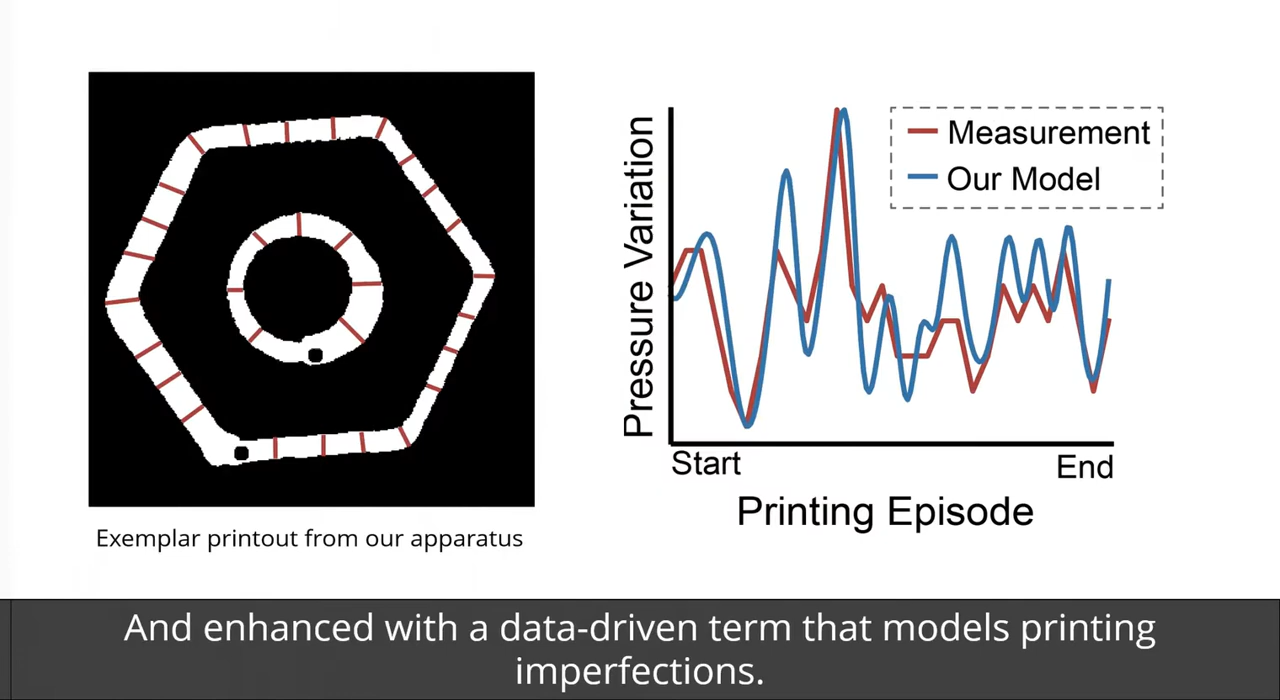 Measurement
Our Model
Pressure Variation
Start
End
Printing Episode
Exemplar printout from our apparatus
And enhanced with a data-driven term that models printing
imperfections.